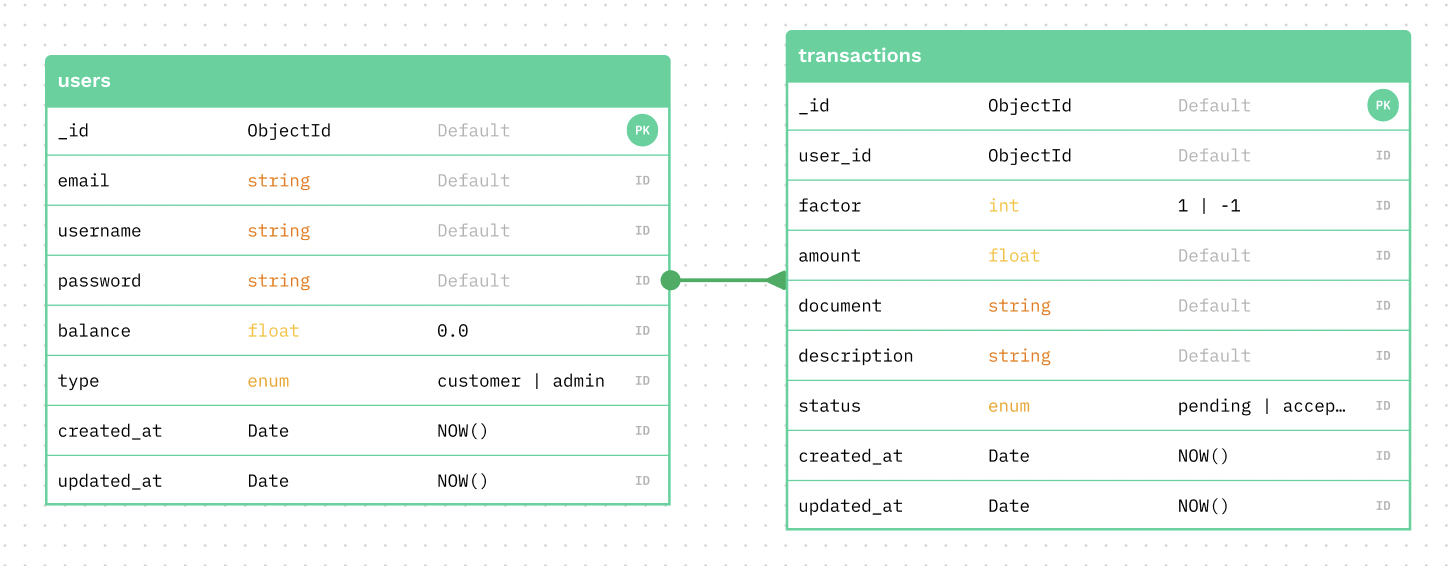 users
_id ObjectId Default PK
email string Default ID
username string Default ID
password string Default ID
balance float 0.0 ID
type enum customer | admin ID
created_at Date NOW() ID
updated_at Date NOW() ID
transactions
_id ObjectId Default PK
user_id ObjectId Default ID
factor int 1 | -1 ID
amount float Default ID
document string Default ID
description string Default ID
status enum pending | accep… ID
created_at Date NOW() ID
updated_at Date NOW() ID